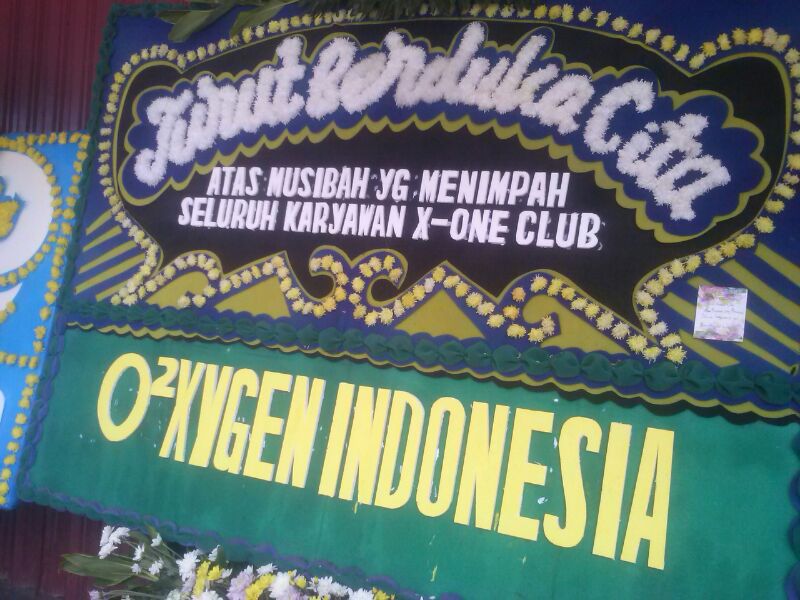 Turut Berduka Cita
ATAS MUSIBAH YG MENIMPAH
SELURUH KARYAWAN X-ONE CLUB
O²XYGEN INDONESIA